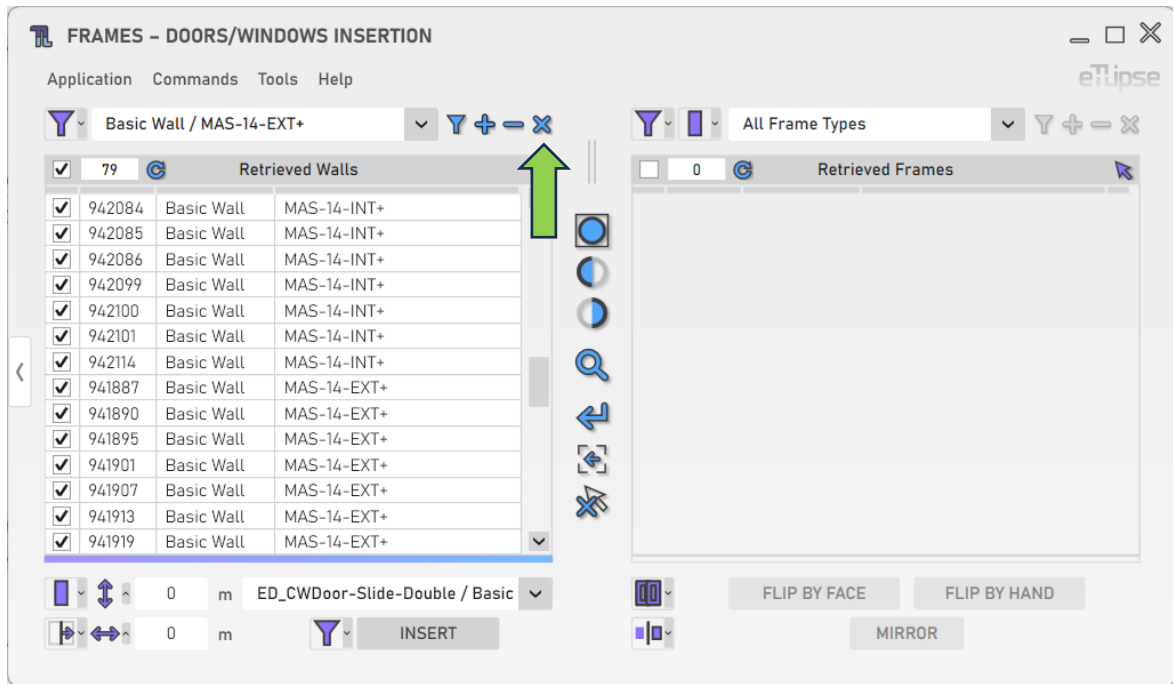 FRAMES – DOORS/WINDOWS INSERTION
Application Commands Tools Help
eTLipse
Basic Wall / MAS-14-EXT+
All Frame Types
79 Retrieved Walls
0 Retrieved Frames
942084 Basic Wall MAS-14-INT+
942085 Basic Wall MAS-14-INT+
942086 Basic Wall MAS-14-INT+
942099 Basic Wall MAS-14-INT+
942100 Basic Wall MAS-14-INT+
942101 Basic Wall MAS-14-INT+
942114 Basic Wall MAS-14-INT+
941887 Basic Wall MAS-14-EXT+
941890 Basic Wall MAS-14-EXT+
941895 Basic Wall MAS-14-EXT+
941901 Basic Wall MAS-14-EXT+
941907 Basic Wall MAS-14-EXT+
941913 Basic Wall MAS-14-EXT+
941919 Basic Wall MAS-14-EXT+
0 m ED_CWDoor-Slide-Double / Basic
0 m INSERT
FLIP BY FACE FLIP BY HAND
MIRROR